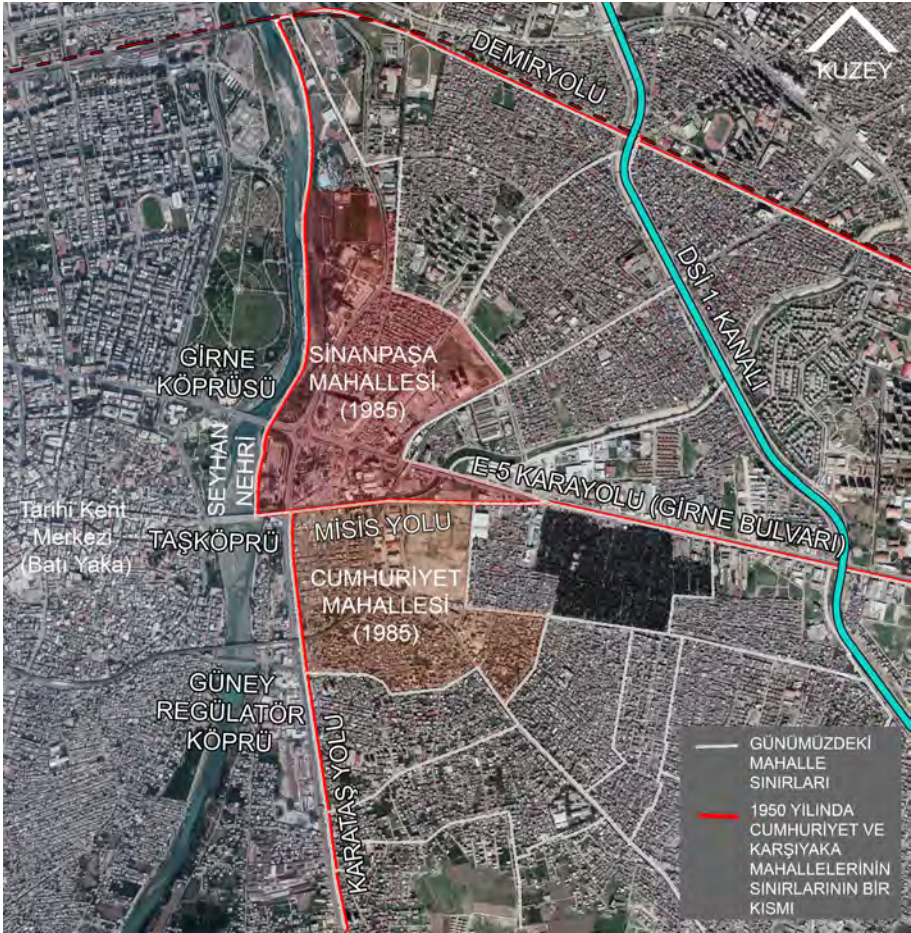 DEMİRYOLU
KUZEY
DSİ 1. KANALI
GİRNE
KÖPRÜSÜ
SİNANPAŞA
MAHALLESİ
(1985)
SEYHAN
NEHRİ
E-5 KARAYOLU (GİRNE BULVARI)
Tarihi Kent
Merkezi
(Batı Yaka)
TAŞKÖPRÜ
MİSİS YOLU
CUMHURİYET
MAHALLESİ
(1985)
GÜNEY
REGÜLATÖR
KÖPRÜ
KARATAŞ YOLU
GÜNÜMÜZDEKİ
MAHALLE
SINIRLARI
1950 YILINDA
CUMHURİYET VE
KARŞIYAKA
MAHALLELERİNİN
SINIRLARININ BİR
KISMI